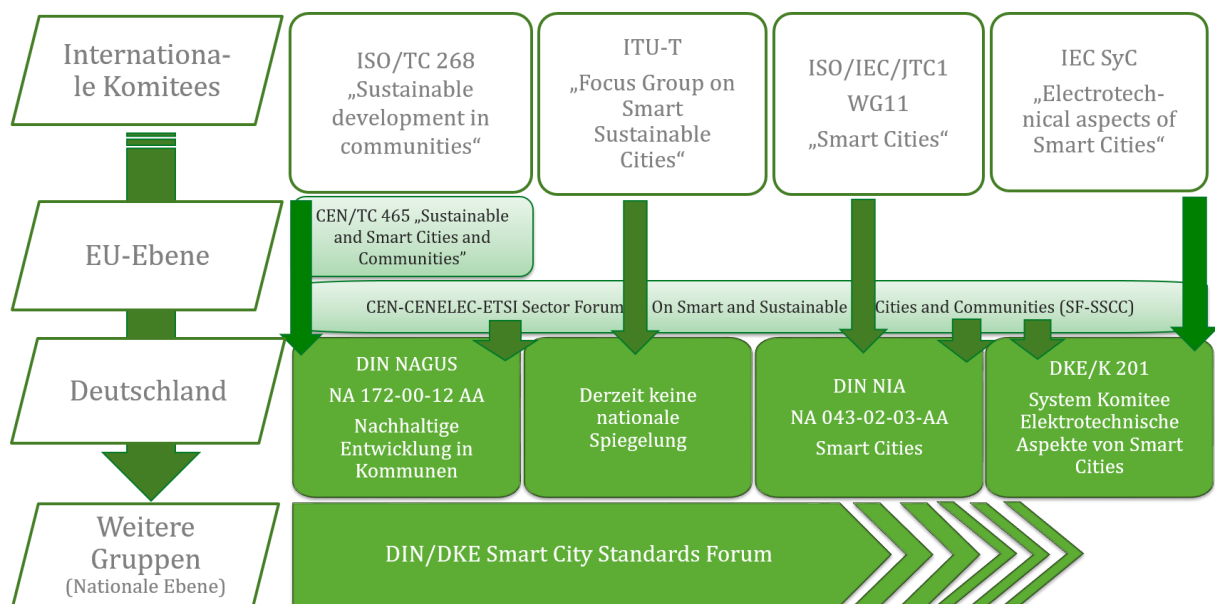 Internationa-
le Komitees
ISO/TC 268
„Sustainable
development in
communities“
ITU-T
„Focus Group on
Smart
Sustainable
Cities“
ISO/IEC/JTC1
WG11
„Smart Cities“
IEC SyC
„Electrotech-
nical aspects of
Smart Cities“
EU-Ebene
CEN/TC 465 „Sustainable
and Smart Cities and
Communities”
CEN-CENELEC-ETSI Sector Forum On Smart and Sustainable Cities and Communities (SF-SSCC)
Deutschland
DIN NAGUS
NA 172-00-12 AA
Nachhaltige
Entwicklung in
Kommunen
Derzeit keine
nationale
Spiegelung
DIN NIA
NA 043-02-03-AA
Smart Cities
DKE/K 201
System Komitee
Elektrotechnische
Aspekte von Smart
Cities
Weitere
Gruppen
(Nationale Ebene)
DIN/DKE Smart City Standards Forum